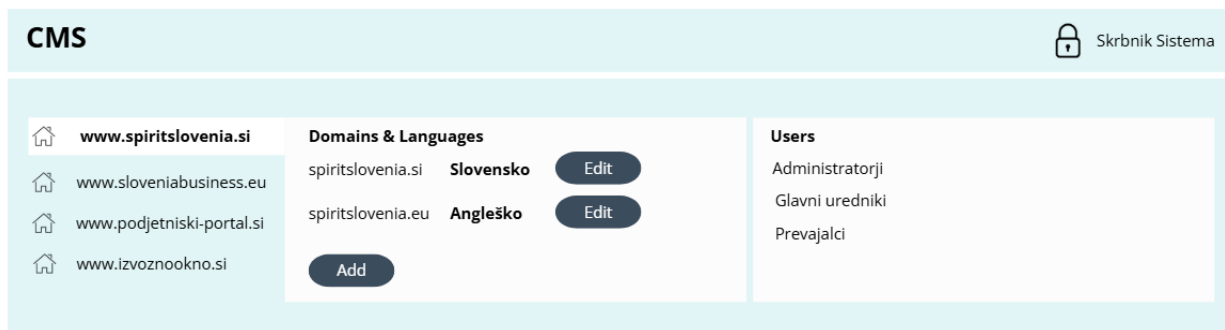 CMS
Skrbnik Sistema
www.spiritslovenia.si
www.sloveniabusiness.eu
www.podjetniski-portal.si
www.izvoznookno.si
Domains & Languages
spiritslovenia.si Slovensko Edit
spiritslovenia.eu Angleško Edit
Add
Users
Administratorji
Glavni uredniki
Prevajalci